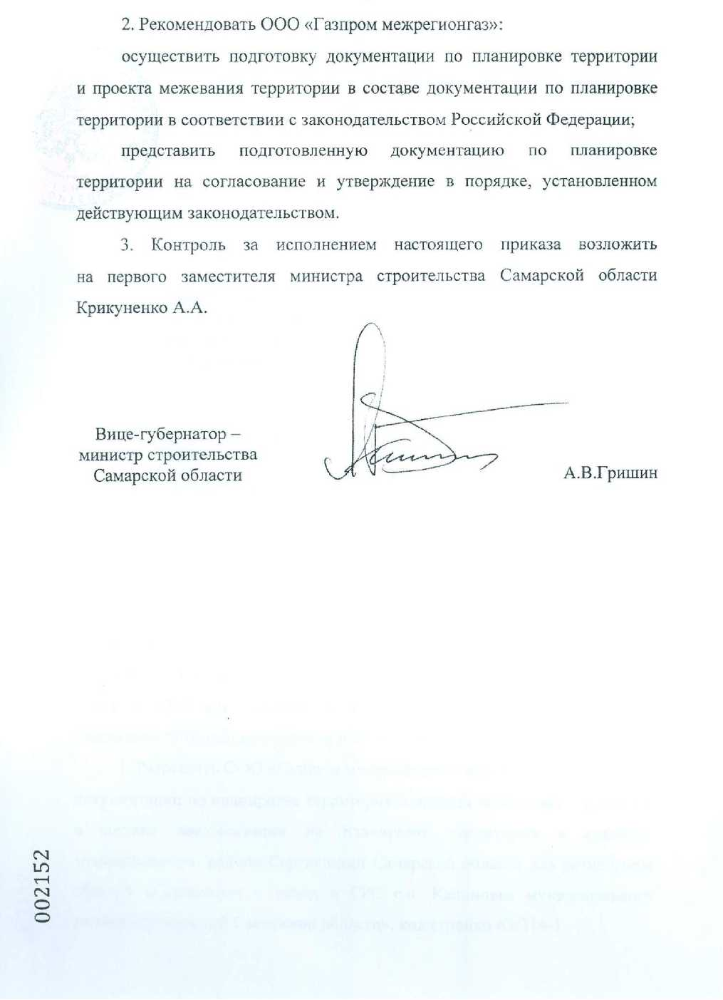 2. Рекомендовать ООО «Газпром межрегионгаз»:
осуществить подготовку документации по планировке территории
и проекта межевания территории в составе документации по планировке
территории в соответствии с законодательством Российской Федерации;
представить подготовленную документацию по планировке
территории на согласование и утверждение в порядке, установленном
действующим законодательством.
3. Контроль за исполнением настоящего приказа возложить
на первого заместителя министра строительства Самарской области
Крикуненко А.А.
Вице-губернатор –
министр строительства
Самарской области
А.В.Гришин
002152